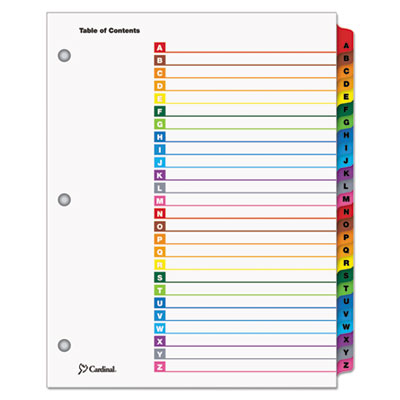 Table of Contents
A A
B B
C C
D D
E E
F F
G G
H H
I I
J J
K K
L L
M M
N N
O O
P P
Q Q
R R
S S
T T
U U
V V
W W
X X
Y Y
Z Z
Cardinal.